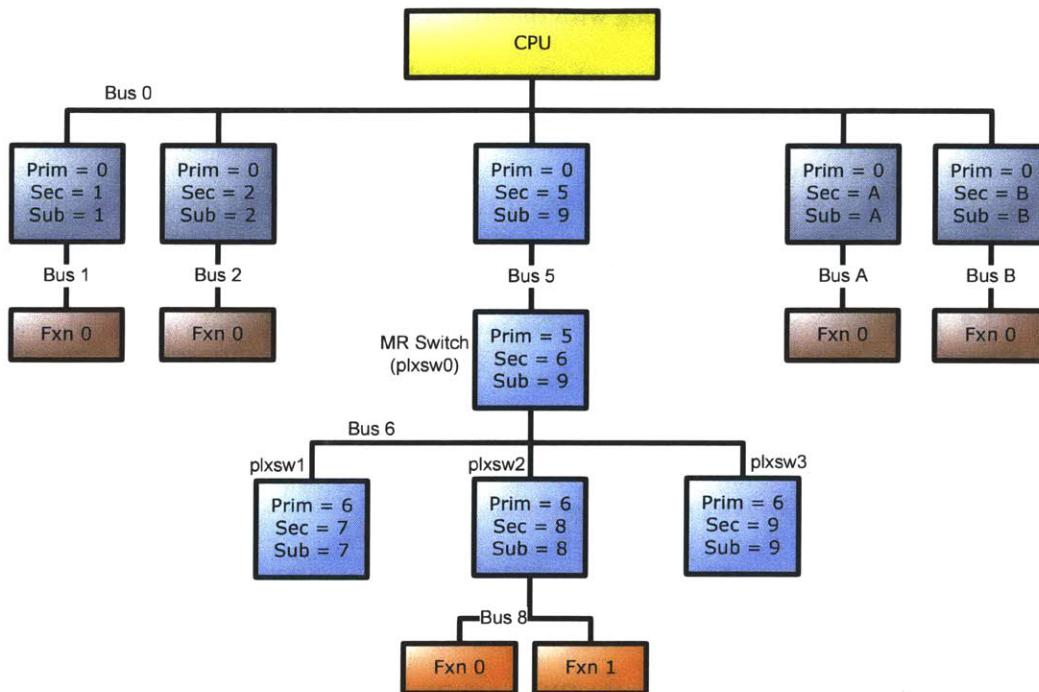 CPU
Bus 0
Prim = 0
Sec = 1
Sub = 1
Prim = 0
Sec = 2
Sub = 2
Prim = 0
Sec = 5
Sub = 9
Prim = 0
Sec = A
Sub = A
Prim = 0
Sec = B
Sub = B
Bus 1
Bus 2
Bus 5
Bus A
Bus B
Fxn 0
Fxn 0
MR Switch
(plxsw0)
Prim = 5
Sec = 6
Sub = 9
Fxn 0
Fxn 0
Bus 6
plxsw1
plxsw2
plxsw3
Prim = 6
Sec = 7
Sub = 7
Prim = 6
Sec = 8
Sub = 8
Prim = 6
Sec = 9
Sub = 9
Bus 8
Fxn 0
Fxn 1